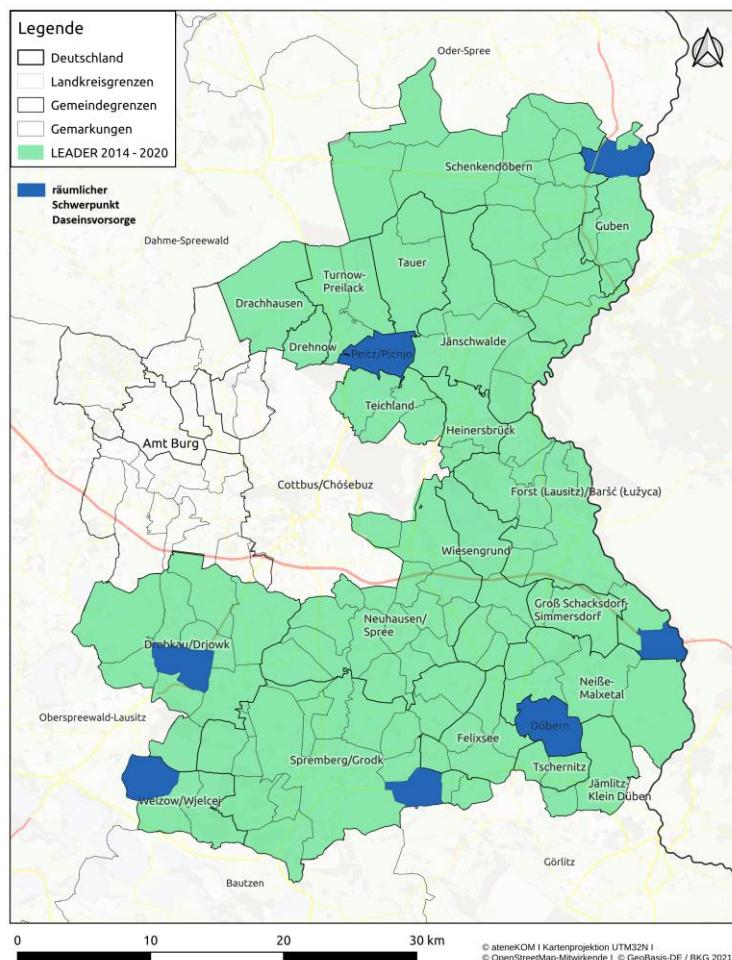 Legende
Deutschland
Landkreisgrenzen
Gemeindegrenzen
Gemarkungen
LEADER 2014 - 2020
räumlicher
Schwerpunkt
Daseinsvorsorge
Oder-Spree
Schenkendöbern
Guben
Dahme-Spreewald
Tauer
Turnow-
Preilack
Drachhausen
Drehnow
Peitz/Picnjo
Jänschwalde
Teichland
Heinersbrück
Amt Burg
Cottbus/Chóśebuz
Forst (Lausitz)/Baršć (Łužyca)
Wiesengrund
Groß Schacksdorf-
Simmersdorf
Neuhausen/
Spree
Drebkau/Drjowk
Neiße-
Malxetal
Oberspreewald-Lausitz
Döbern
Felixsee
Spremberg/Grodk
Tschernitz
Jämlitz-
Klein Düben
Welzow/Wjelcej
Görlitz
Bautzen
0 10 20 30 km
© ateneKOM I Kartenprojektion UTM32N I
© OpenStreetMap-Mitwirkende I © GeoBasis-DE / BKG 2021